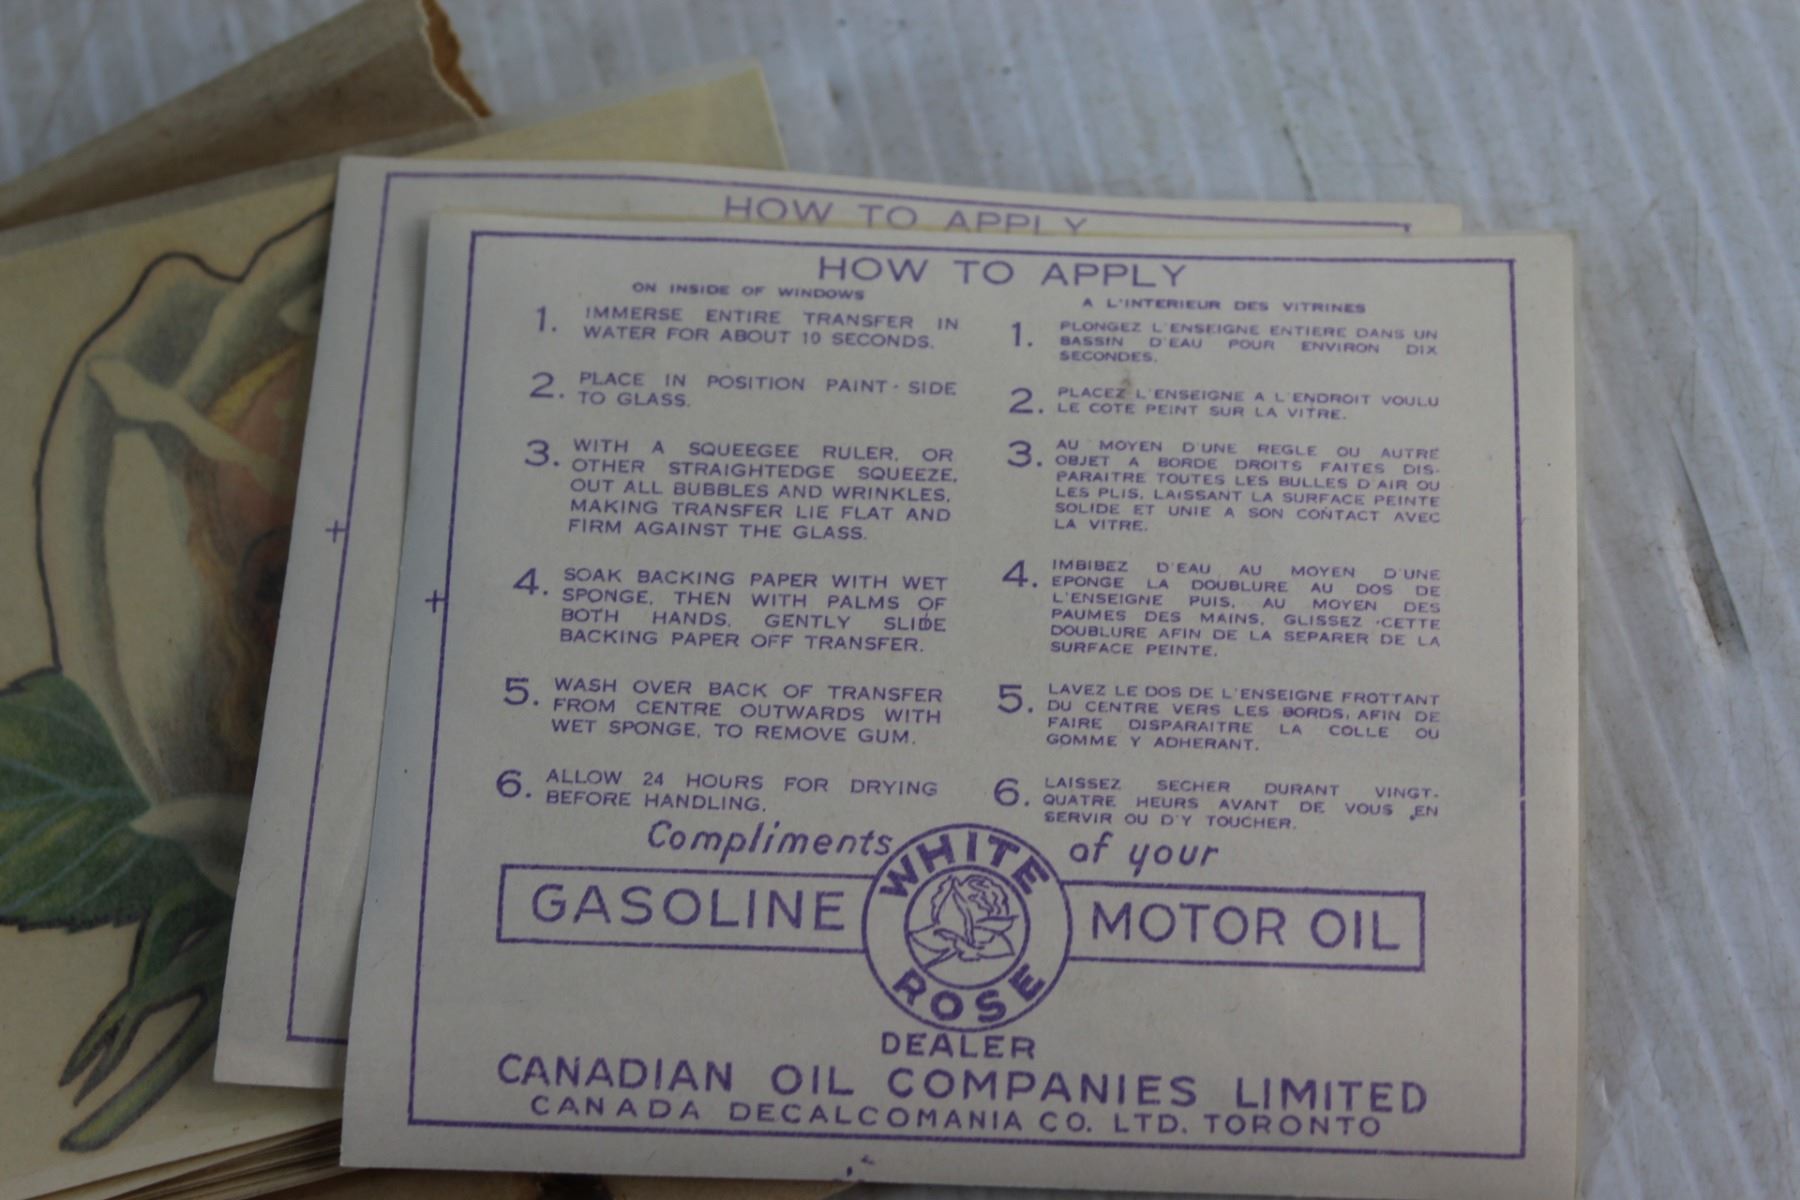 HOW TO APPLY
HOW TO APPLY
ON INSIDE OF WINDOWS
1. IMMERSE ENTIRE TRANSFER IN
WATER FOR ABOUT 10 SECONDS.
2. PLACE IN POSITION PAINT-SIDE
TO GLASS.
3. WITH A SQUEEGEE RULER, OR
OTHER STRAIGHTEDGE SQUEEZE,
OUT ALL BUBBLES AND WRINKLES,
MAKING TRANSFER LIE FLAT AND
FIRM AGAINST THE GLASS.
4. SOAK BACKING PAPER WITH WET
SPONGE, THEN WITH PALMS OF
BOTH HANDS, GENTLY SLIDE
BACKING PAPER OFF TRANSFER.
5. WASH OVER BACK OF TRANSFER
FROM CENTRE OUTWARDS WITH
WET SPONGE, TO REMOVE GUM.
6. ALLOW 24 HOURS FOR DRYING
BEFORE HANDLING.
A L'INTERIEUR DES VITRINES
1. PLONGEZ L'ENSEIGNE ENTIERE DANS UN
BASSIN D'EAU POUR ENVIRON DIX
SECONDES.
2. PLACEZ L'ENSEIGNE A L ENDROIT VOULU
LE COTE PEINT SUR LA VITRE.
3. AU MOYEN D'UNE REGLE OU AUTRE
OBJET A BORDE DROITS FAITES DIS-
PARAITRE TOUTES LES BULLES D'AIR OU
LES PLIS, LAISSANT LA SURFACE PEINTE
SOLIDE ET UNIE A SON CONTACT AVEC
LA VITRE.
4. IMBIBEZ D'EAU AU MOYEN D'UNE
EPONGE LA DOUBLURE AU DOS DE
L'ENSEIGNE PUIS, AU MOYEN DES
PAUMES DES MAINS, GLISSEZ CETTE
DOUBLURE AFIN DE LA SEPARER DE LA
SURFACE PEINTE.
5. LAVEZ LE DOS DE L'ENSEIGNE FROTTANT
DU CENTRE VERS LES BORDS, AFIN DE
FAIRE DISPARAITRE LA COLLE OU
GOMME Y ADHERANT.
6. LAISSEZ SECHER DURANT VINGT-
QUATRE HEURS AVANT DE VOUS EN
SERVIR OU D'Y TOUCHER.
Compliments of your
GASOLINE WHITE ROSE MOTOR OIL
DEALER
CANADIAN OIL COMPANIES LIMITED
CANADA DECALCOMANIA CO. LTD. TORONTO